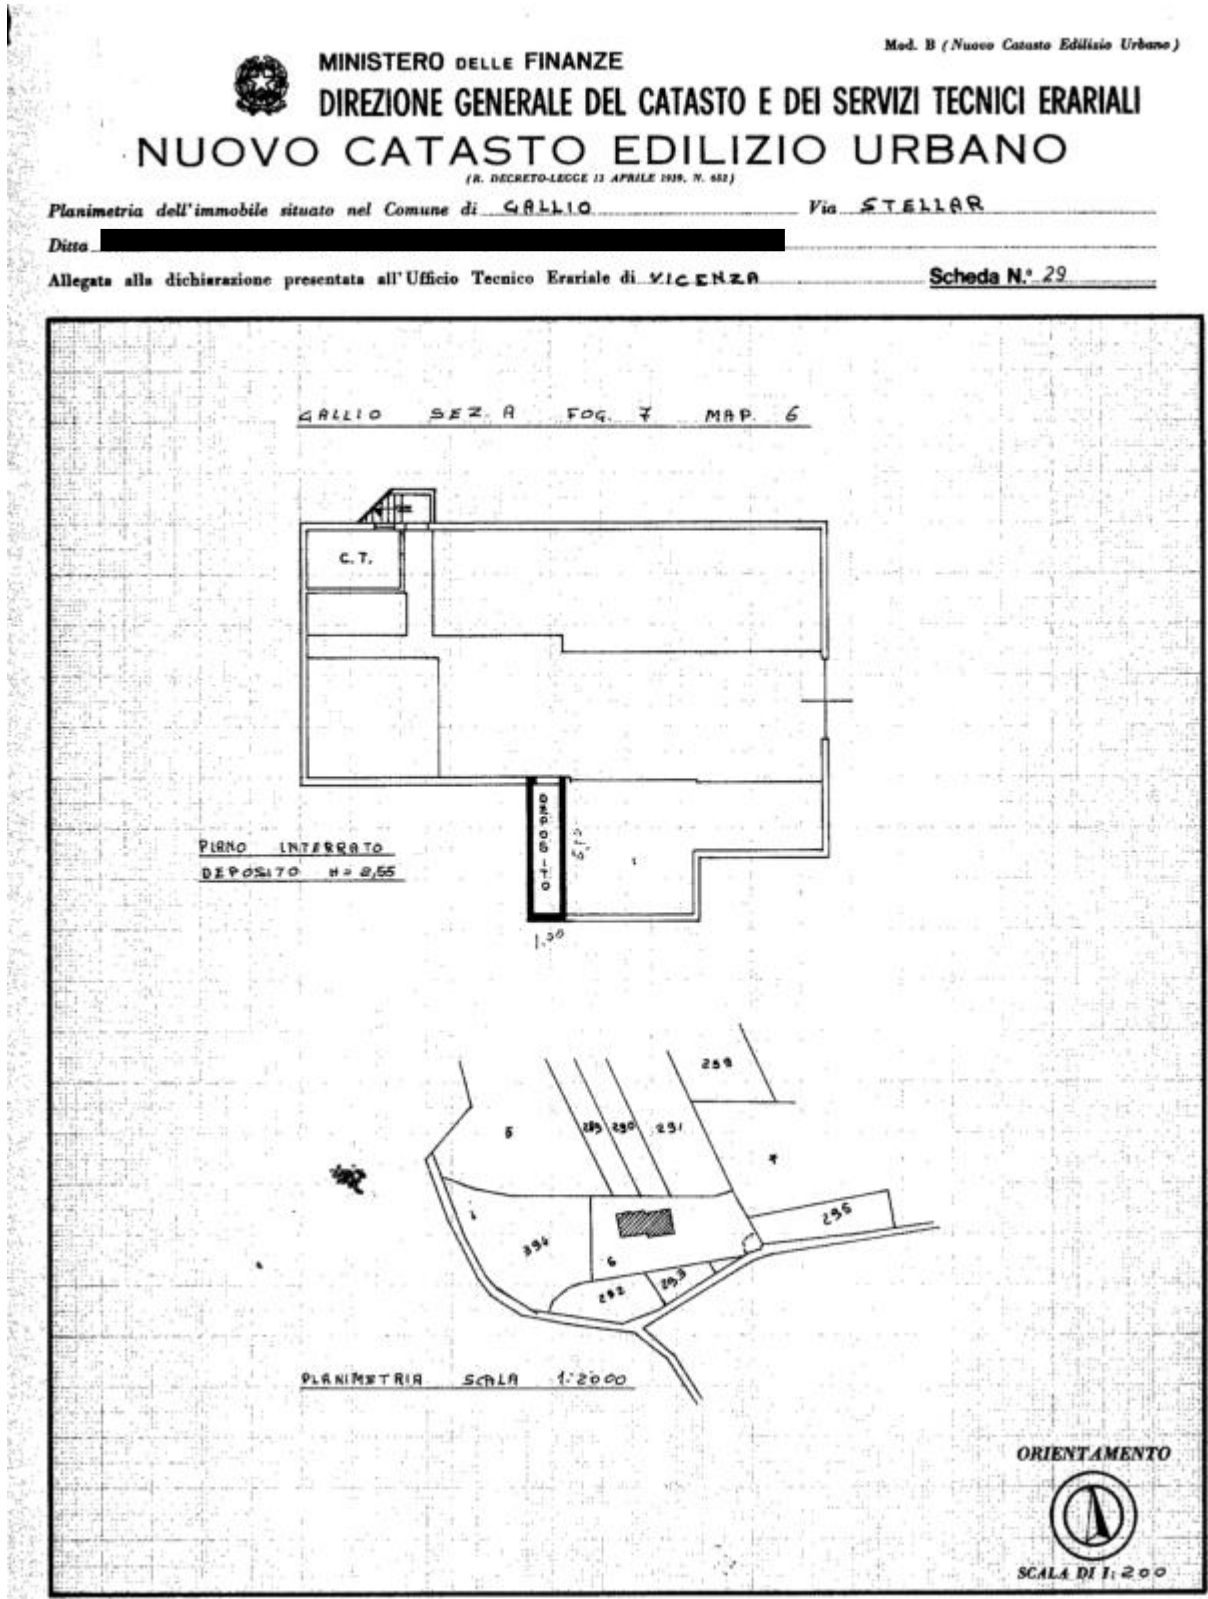 Mod. B (Nuovo Catasto Edilizio Urbano)
MINISTERO DELLE FINANZE
DIREZIONE GENERALE DEL CATASTO E DEI SERVIZI TECNICI ERARIALI
NUOVO CATASTO EDILIZIO URBANO
(R. DECRETO-LEGGE 13 APRILE 1939, N. 652)
Planimetria dell'immobile situato nel Comune di GALLIO Via STELLAR
Ditta
Allegata alla dichiarazione presentata all'Ufficio Tecnico Erariale di VICENZA Scheda N.° 29
GALLIO SEZ. A FOG. 7 MAP. 6
C. T.
DEPOSITO
PIANO INTERRATO
DEPOSITO H = 2,55
289
290
291
5
7
295
394
6
292
293
PLANIMETRIA SCALA 1:2000
ORIENTAMENTO
SCALA DI 1: 200